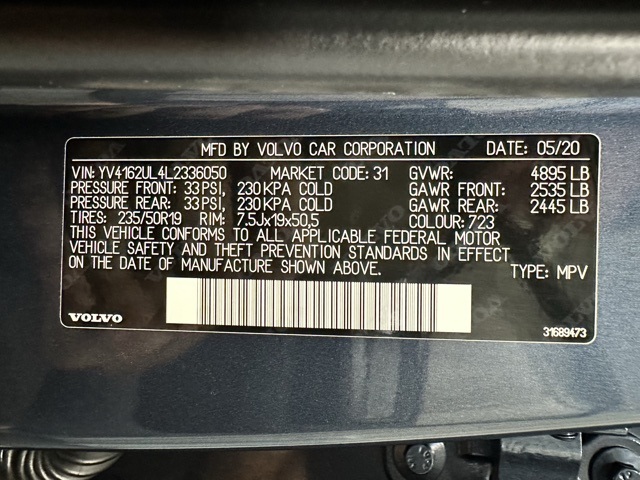 MFD BY VOLVO CAR CORPORATION DATE: 05/20
VIN: YV4162UL4L2336050 MARKET CODE: 31 GVWR: 4895 LB
PRESSURE FRONT: 33 PSI, 230 KPA COLD GAWR FRONT: 2535 LB
PRESSURE REAR: 33 PSI, 230 KPA COLD GAWR REAR: 2445 LB
TIRES: 235/50R19 RIM: 7.5Jx19x50,5 COLOUR: 723
THIS VEHICLE CONFORMS TO ALL APPLICABLE FEDERAL MOTOR
VEHICLE SAFETY AND THEFT PREVENTION STANDARDS IN EFFECT
ON THE DATE OF MANUFACTURE SHOWN ABOVE. TYPE: MPV
VOLVO 31689473